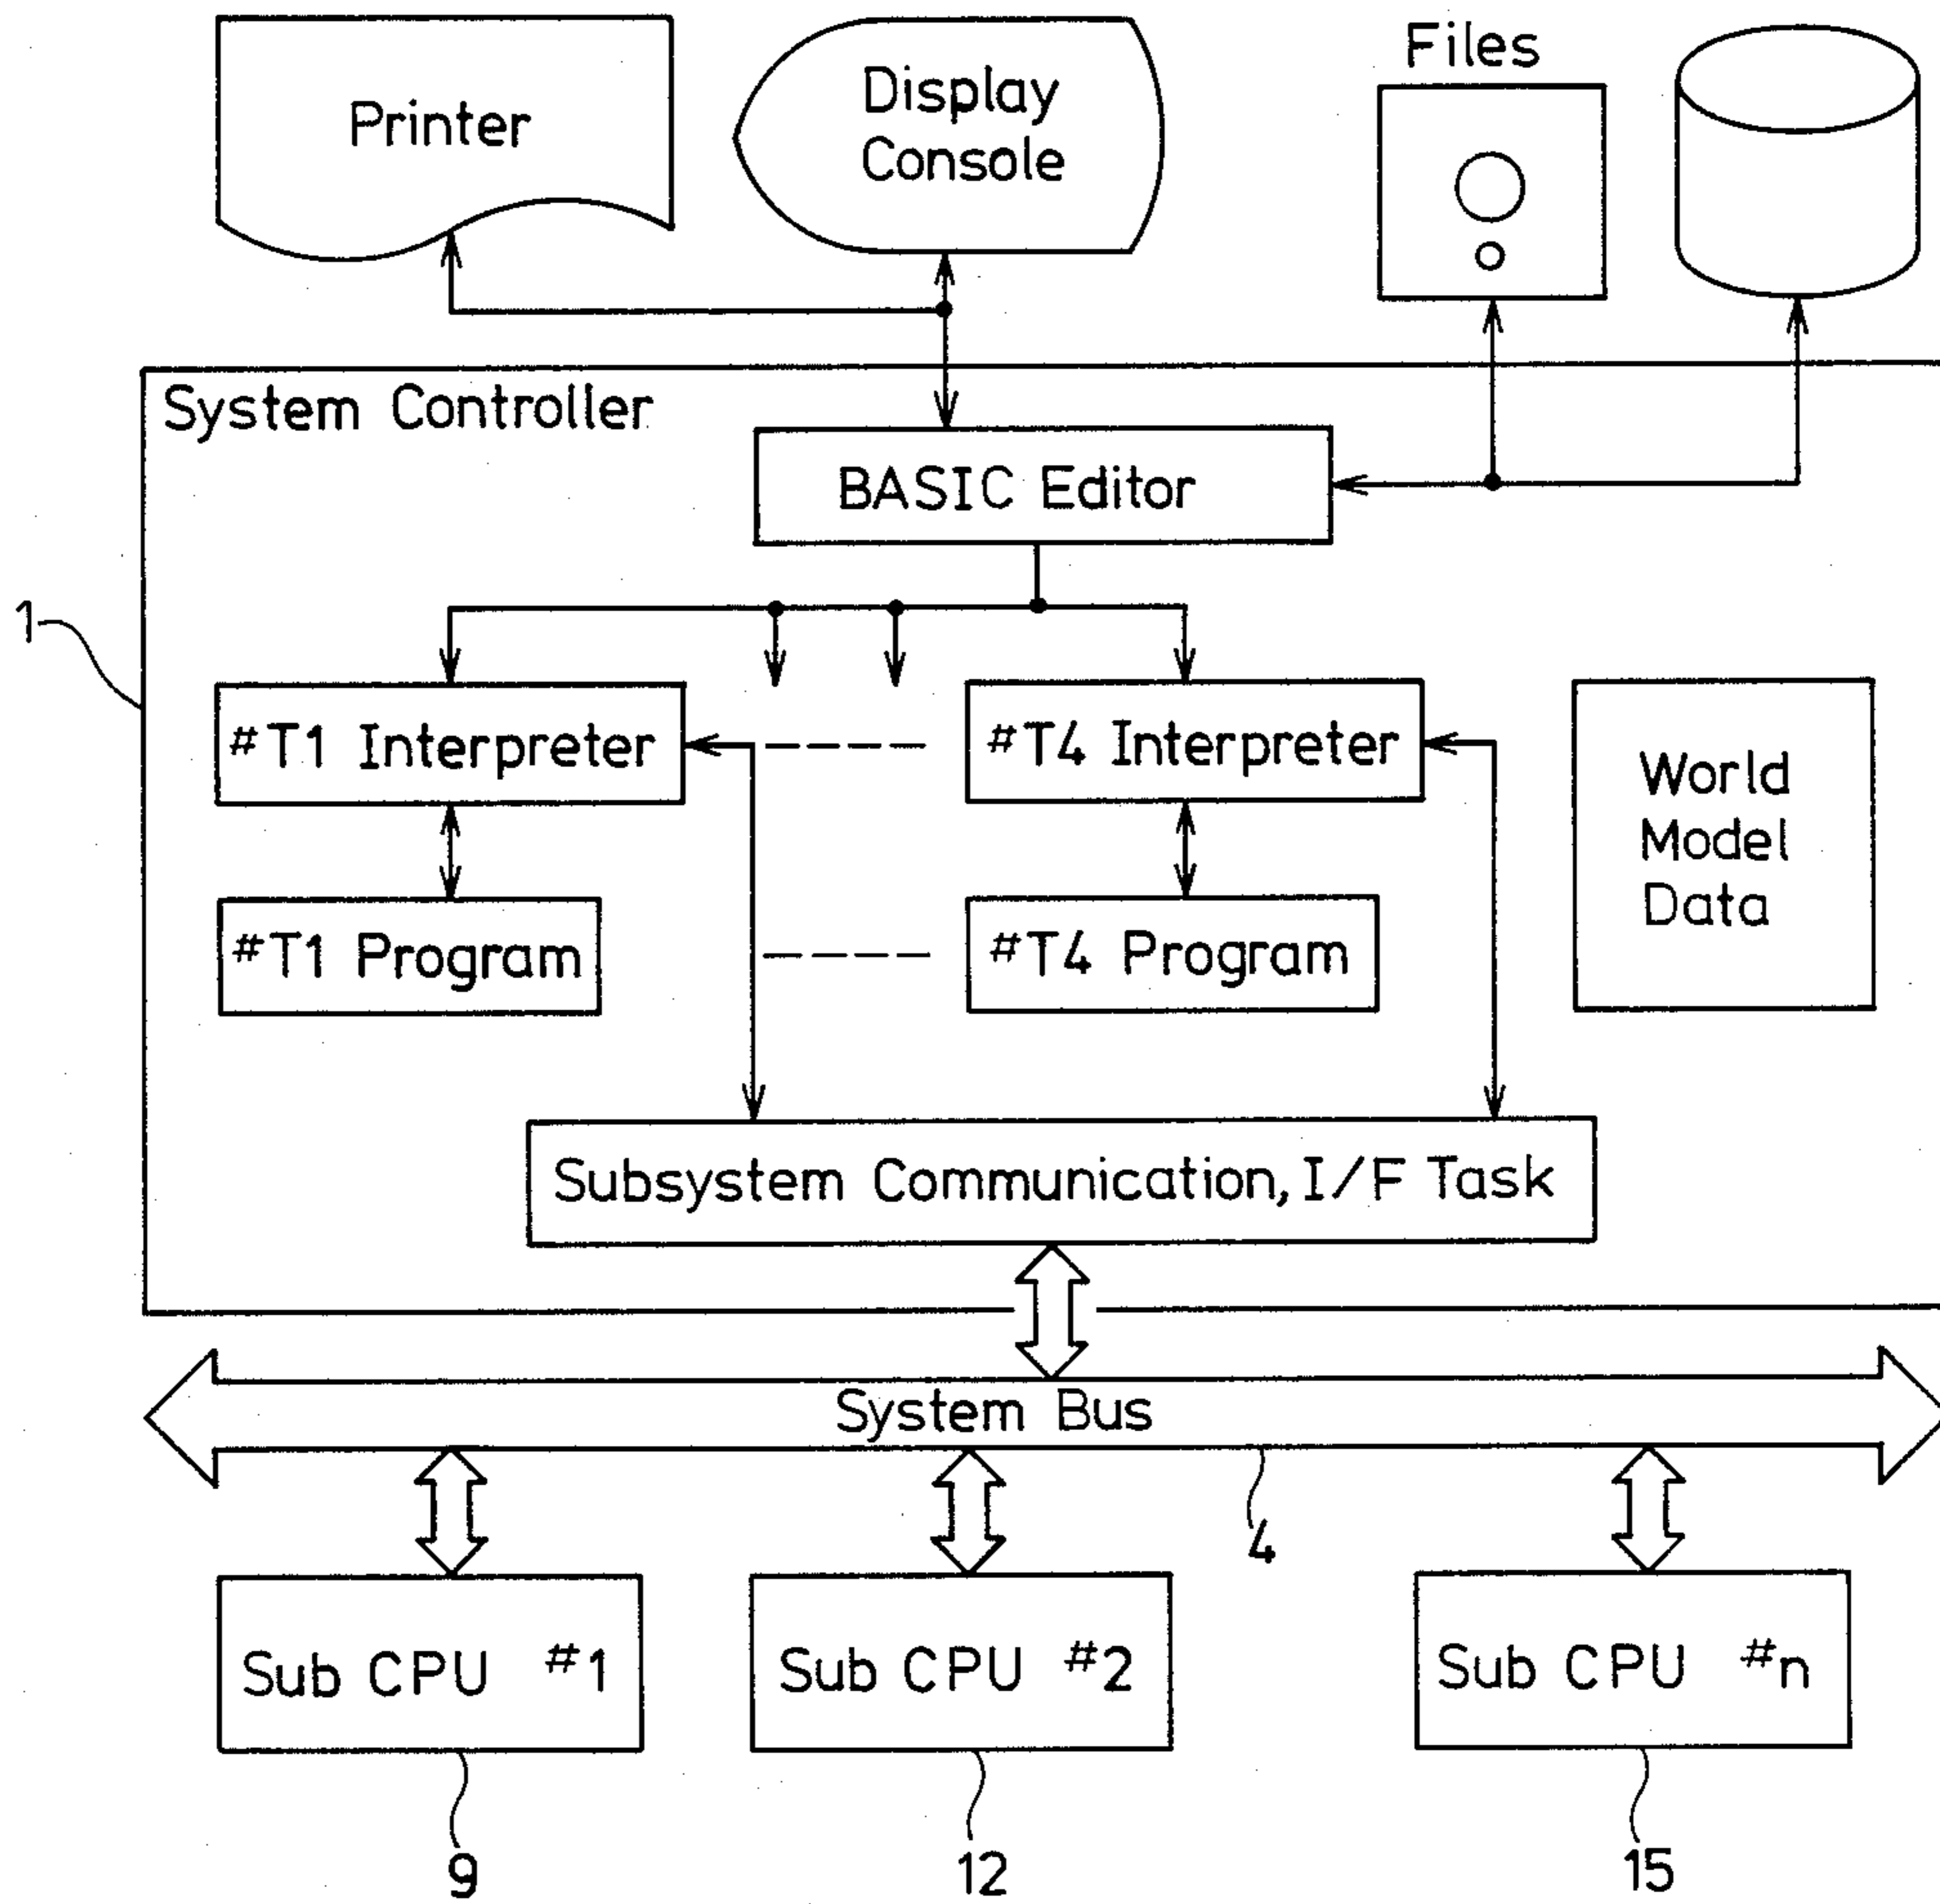 Printer
Display
Console
Files
System Controller
BASIC Editor
1
#T1 Interpreter
#T4 Interpreter
World
Model
Data
#T1 Program
#T4 Program
Subsystem Communication, I/F Task
System Bus
4
Sub CPU #1
Sub CPU #2
Sub CPU #n
9
12
15